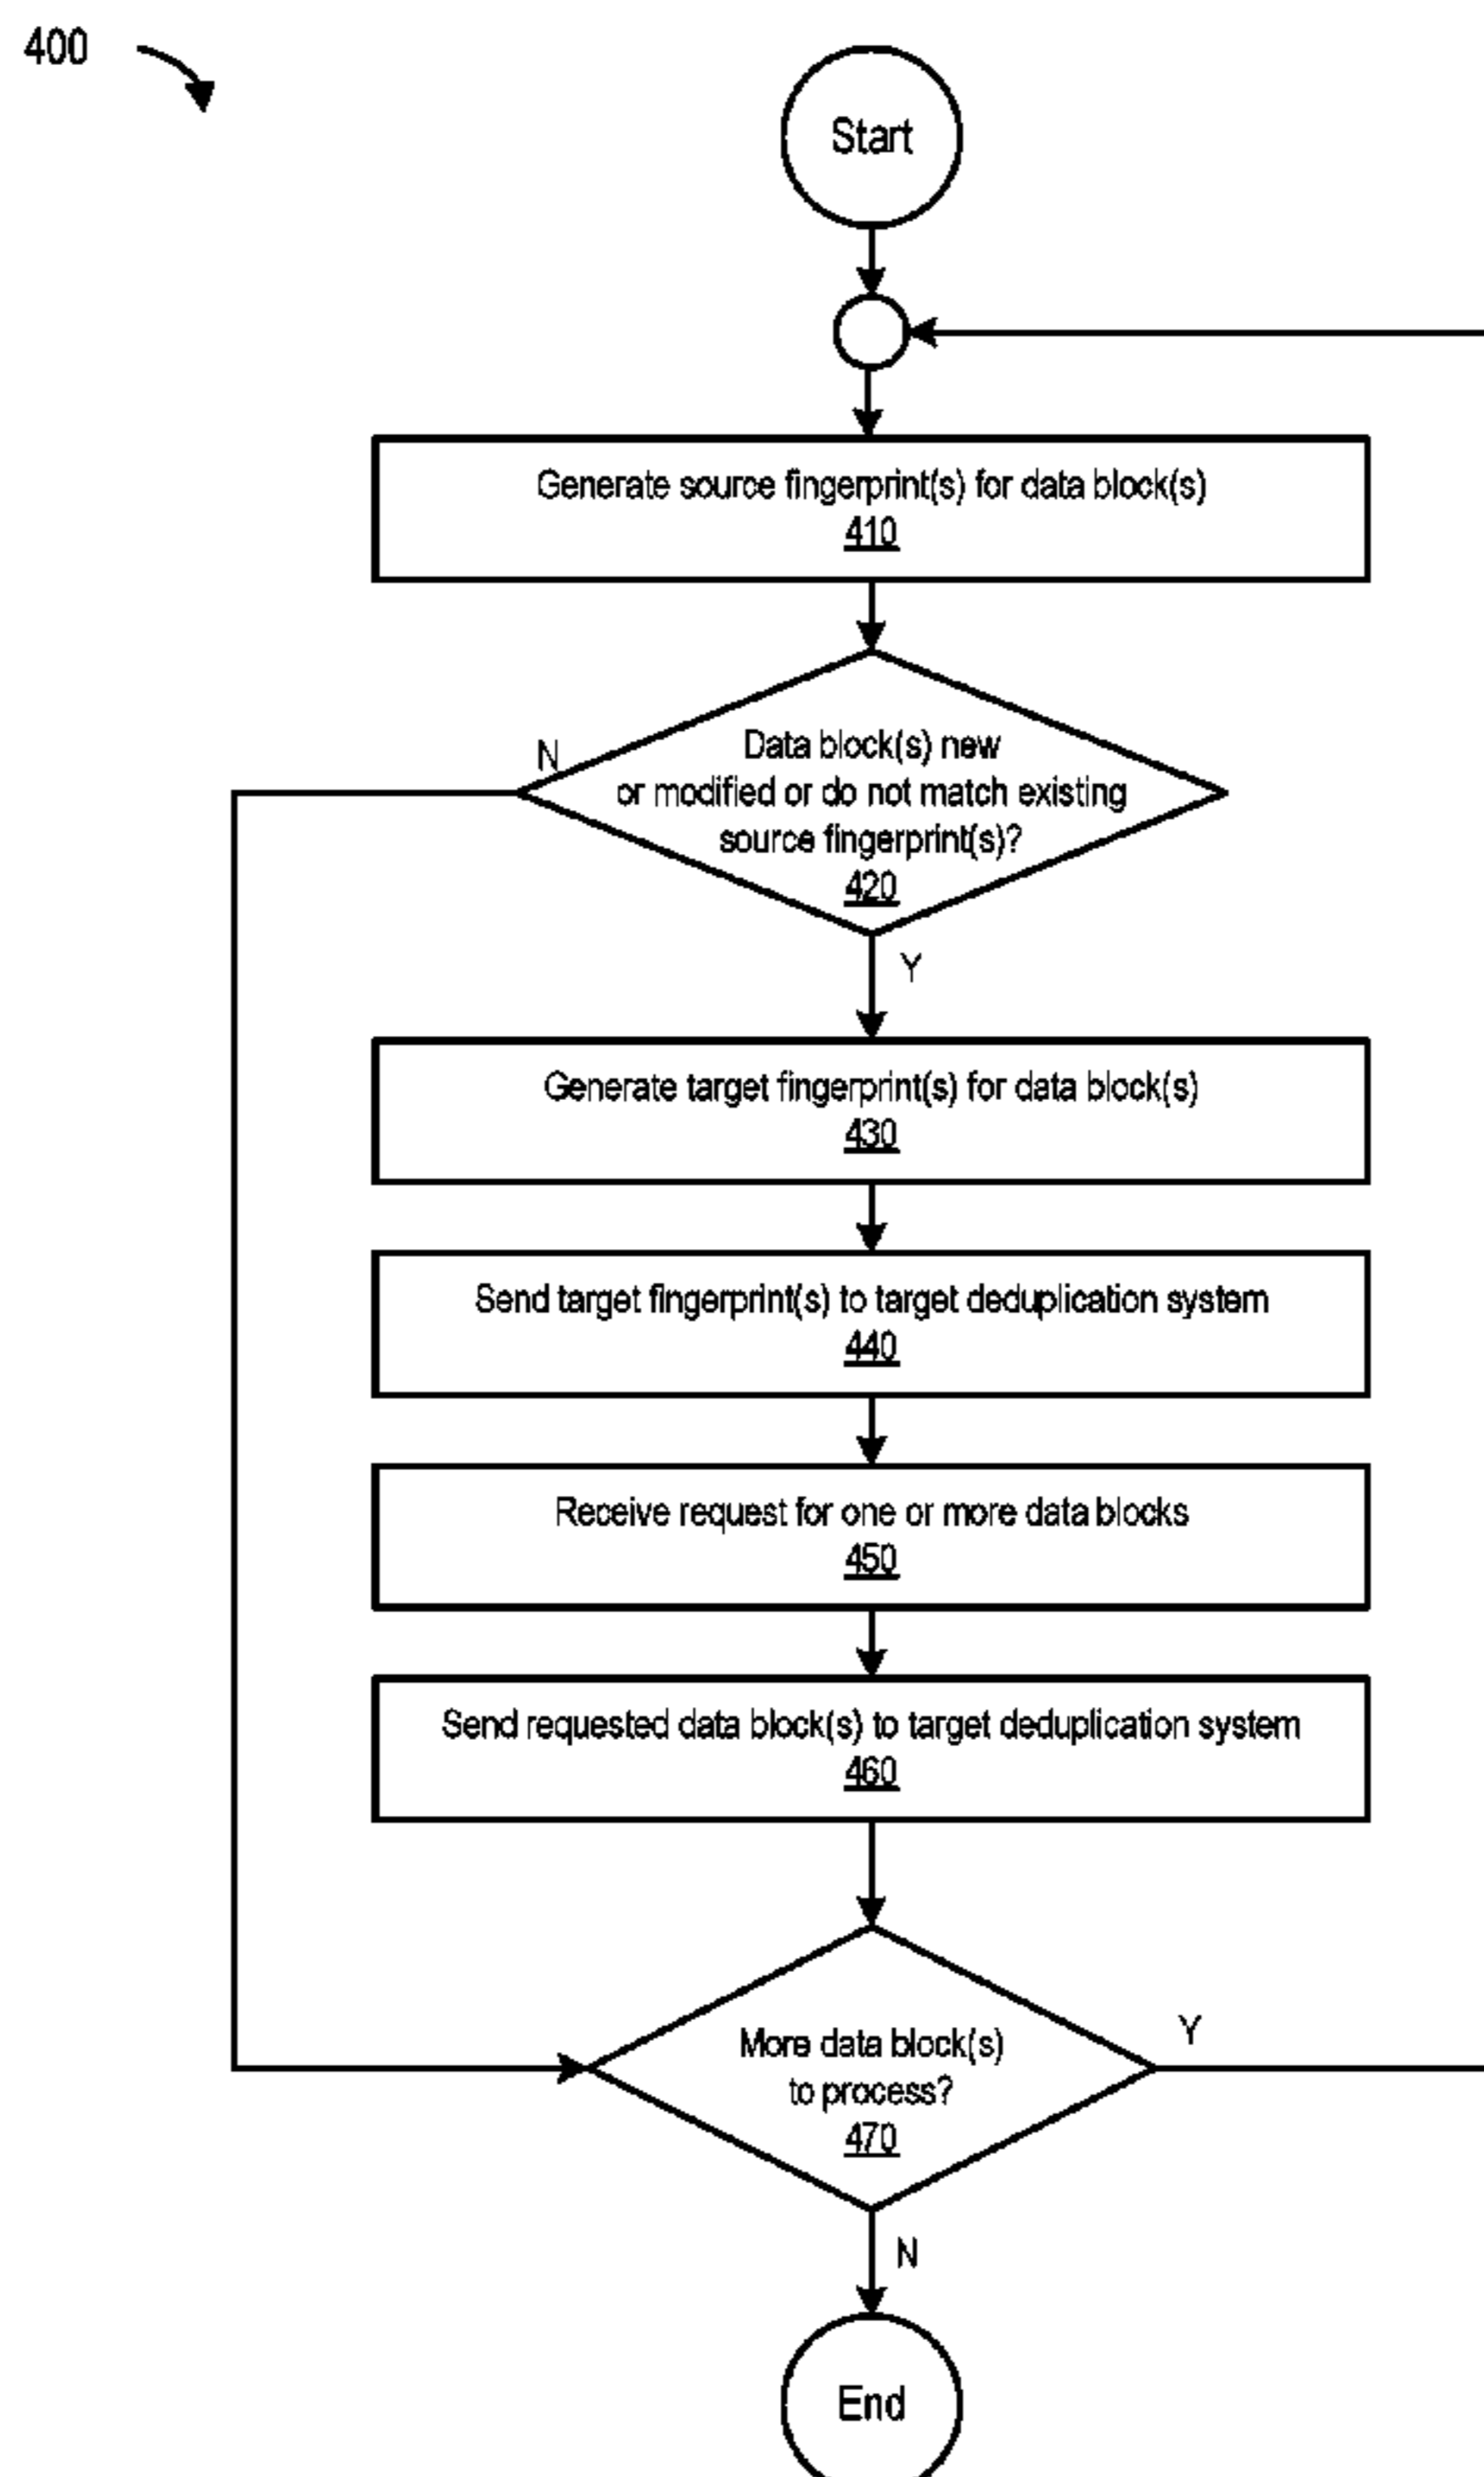 400
Start
Generate source fingerprint(s) for data block(s)
410
N
Data block(s) new
or modified or do not match existing
source fingerprint(s)?
420
Y
Generate target fingerprint(s) for data block(s)
430
Send target fingerprint(s) to target deduplication system
440
Receive request for one or more data blocks
450
Send requested data block(s) to target deduplication system
460
Y
More data block(s)
to process?
470
N
End